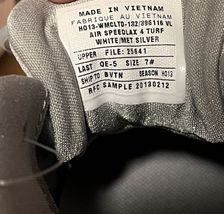 MADE IN VIETNAM
FABRIQUE AU VIETNAM
HO13-WMCLTD-132/396116 VL
AIR SPEEDLAX 4 TURF
WHITE/MET SILVER
UPPER FILE: 25641
LAST QE-5 SIZE 7#
SHIP TO BVTN SEASON HO13
RFC SAMPLE 20130212